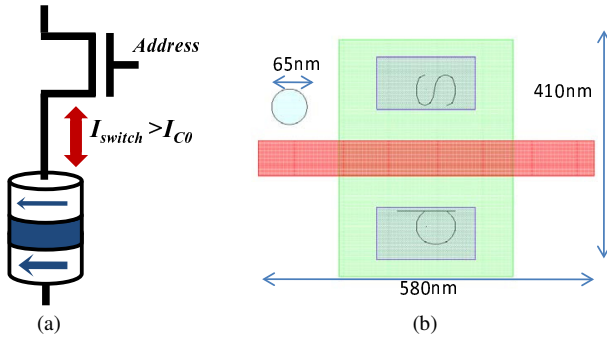 Address
I_switch >I_C0
(a)
65nm
S
410nm
D
580nm
(b)